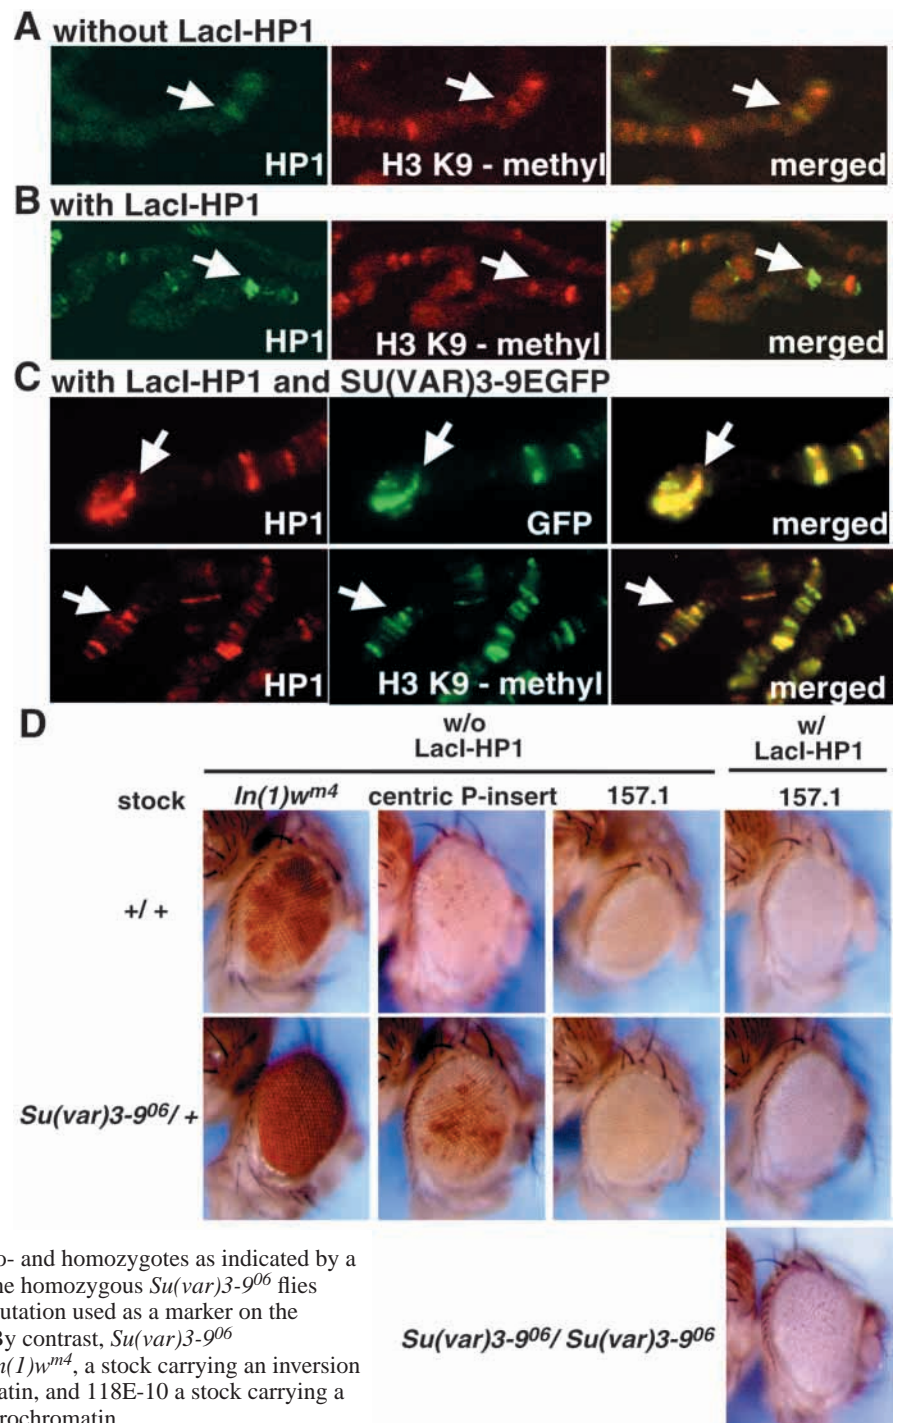 A without LacI-HP1
HP1
H3 K9 - methyl
merged
B with LacI-HP1
HP1
H3 K9 - methyl
merged
C with LacI-HP1 and SU(VAR)3-9EGFP
HP1
GFP
merged
HP1
H3 K9 - methyl
merged
D
w/o
LacI-HP1
w/
LacI-HP1
stock
In(1)wm4
centric P-insert
157.1
157.1
+/ +
Su(var)3-906/ +
Su(var)3-906/ Su(var)3-906
o- and homozygotes as indicated by a
ne homozygous Su(var)3-906 flies
utation used as a marker on the
By contrast, Su(var)3-906
n(1)wm4, a stock carrying an inversion
atin, and 118E-10 a stock carrying a
rochromatin